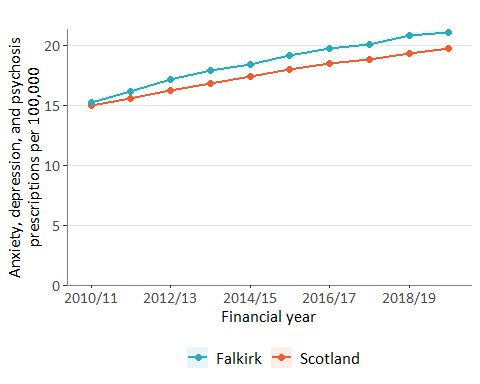 Anxiety, depression, and psychosis
prescriptions per 100,000
20
15
10
5
0
2010/11 2012/13 2014/15 2016/17 2018/19
Financial year
Falkirk Scotland